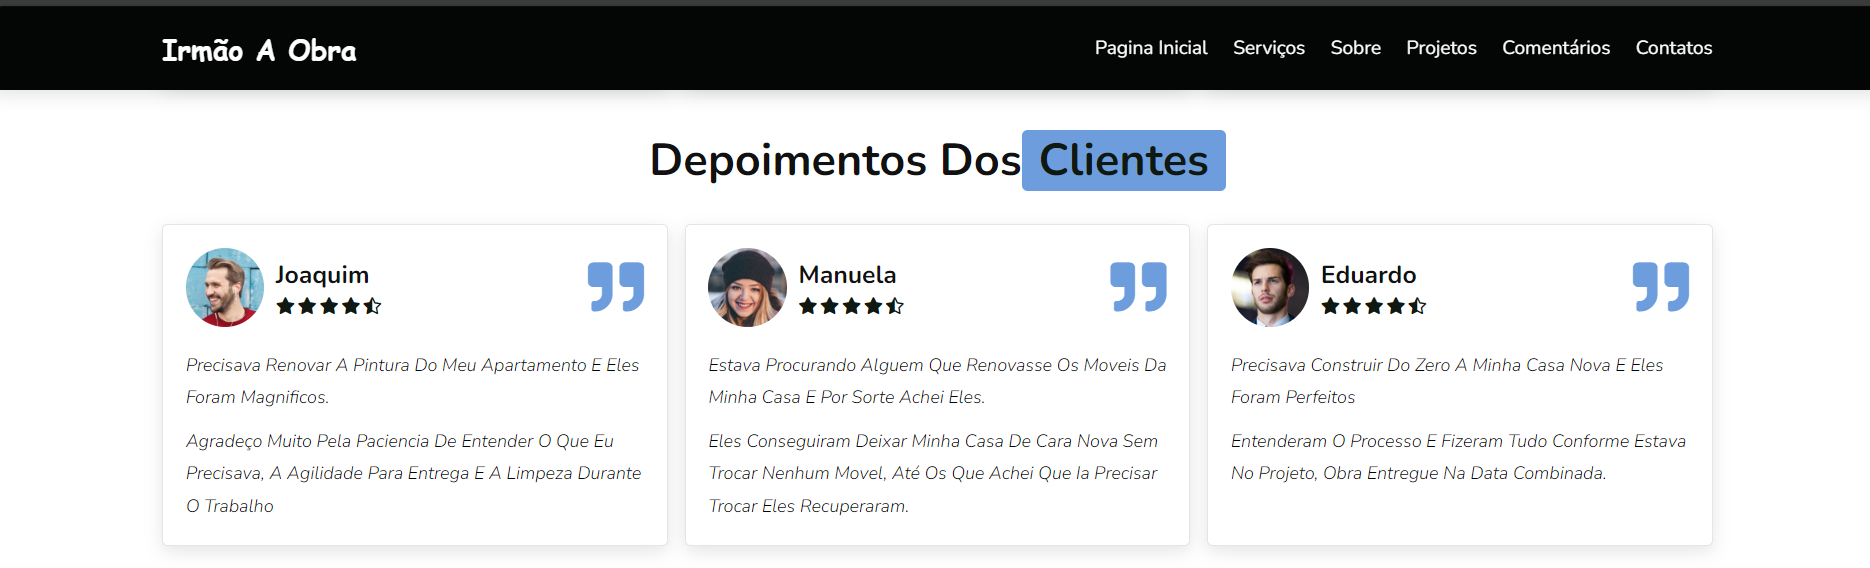 Irmão A Obra
Pagina Inicial Serviços Sobre Projetos Comentários Contatos
Depoimentos Dos Clientes
Joaquim
Precisava Renovar A Pintura Do Meu Apartamento E Eles
Foram Magnificos.
Agradeço Muito Pela Paciencia De Entender O Que Eu
Precisava, A Agilidade Para Entrega E A Limpeza Durante
O Trabalho
Manuela
Estava Procurando Alguem Que Renovasse Os Moveis Da
Minha Casa E Por Sorte Achei Eles.
Eles Conseguiram Deixar Minha Casa De Cara Nova Sem
Trocar Nenhum Movel, Até Os Que Achei Que Ia Precisar
Trocar Eles Recuperaram.
Eduardo
Precisava Construir Do Zero A Minha Casa Nova E Eles
Foram Perfeitos
Entenderam O Processo E Fizeram Tudo Conforme Estava
No Projeto, Obra Entregue Na Data Combinada.